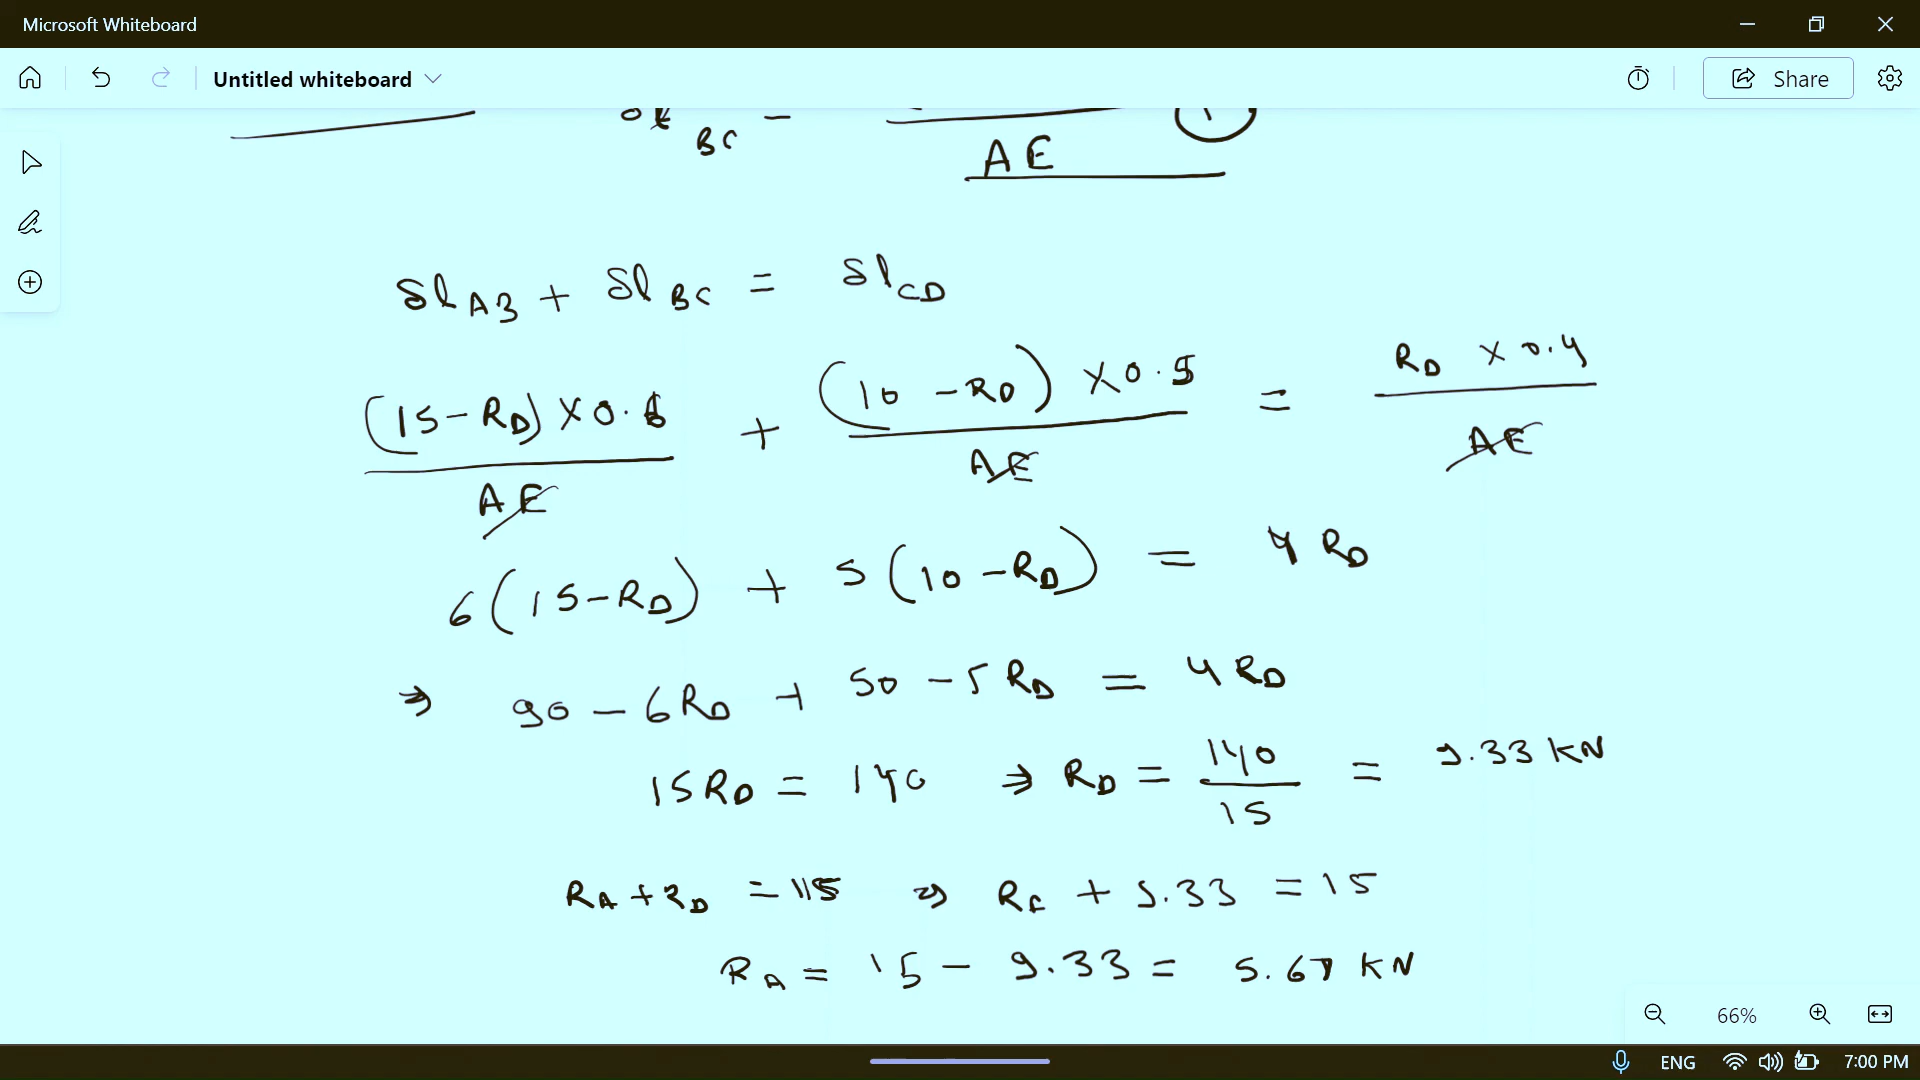 Microsoft Whiteboard
Untitled whiteboard
Share
δl BC =
AE
δl AB + δl BC = δl CD
(15 - RD) × 0.6 / AE + (10 - RD) × 0.5 / AE = RD × 0.4 / AE
6(15 - RD) + 5(10 - RD) = 4 RD
⇒ 90 - 6RD + 50 - 5RD = 4RD
15RD = 140 ⇒ RD = 140 / 15 = 9.33 KN
RA + RD = 15 ⇒ RA + 9.33 = 15
RA = 15 - 9.33 = 5.67 KN
66%
ENG 7:00 PM